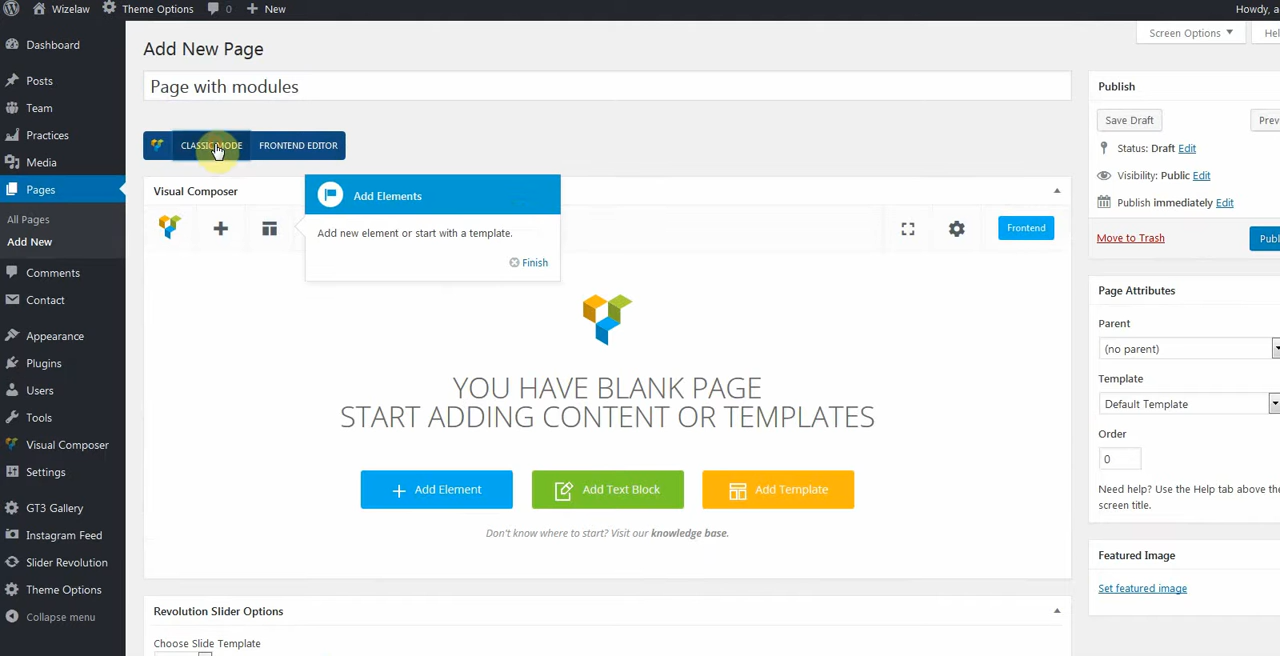 Wizelaw
Theme Options
0
New
Howdy, a
Dashboard
Posts
Team
Practices
Media
Pages
All Pages
Add New
Comments
Contact
Appearance
Plugins
Users
Tools
Visual Composer
Settings
GT3 Gallery
Instagram Feed
Slider Revolution
Theme Options
Collapse menu
Screen Options
Hel
Add New Page
Page with modules
CLASSIC MODE
FRONTEND EDITOR
Visual Composer
Add Elements
Add new element or start with a template.
Finish
Frontend
YOU HAVE BLANK PAGE
START ADDING CONTENT OR TEMPLATES
Add Element
Add Text Block
Add Template
Don't know where to start? Visit our knowledge base.
Revolution Slider Options
Choose Slide Template
Publish
Save Draft
Prev
Status: Draft Edit
Visibility: Public Edit
Publish immediately Edit
Move to Trash
Publ
Page Attributes
Parent
(no parent)
Template
Default Template
Order
0
Need help? Use the Help tab above the
screen title.
Featured Image
Set featured image